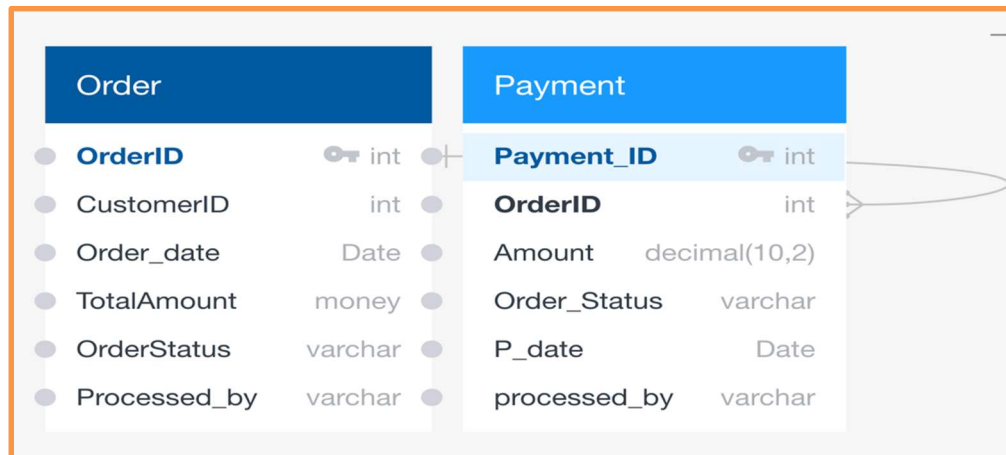 Order
OrderID int
CustomerID int
Order_date Date
TotalAmount money
OrderStatus varchar
Processed_by varchar
Payment
Payment_ID int
OrderID int
Amount decimal(10,2)
Order_Status varchar
P_date Date
processed_by varchar